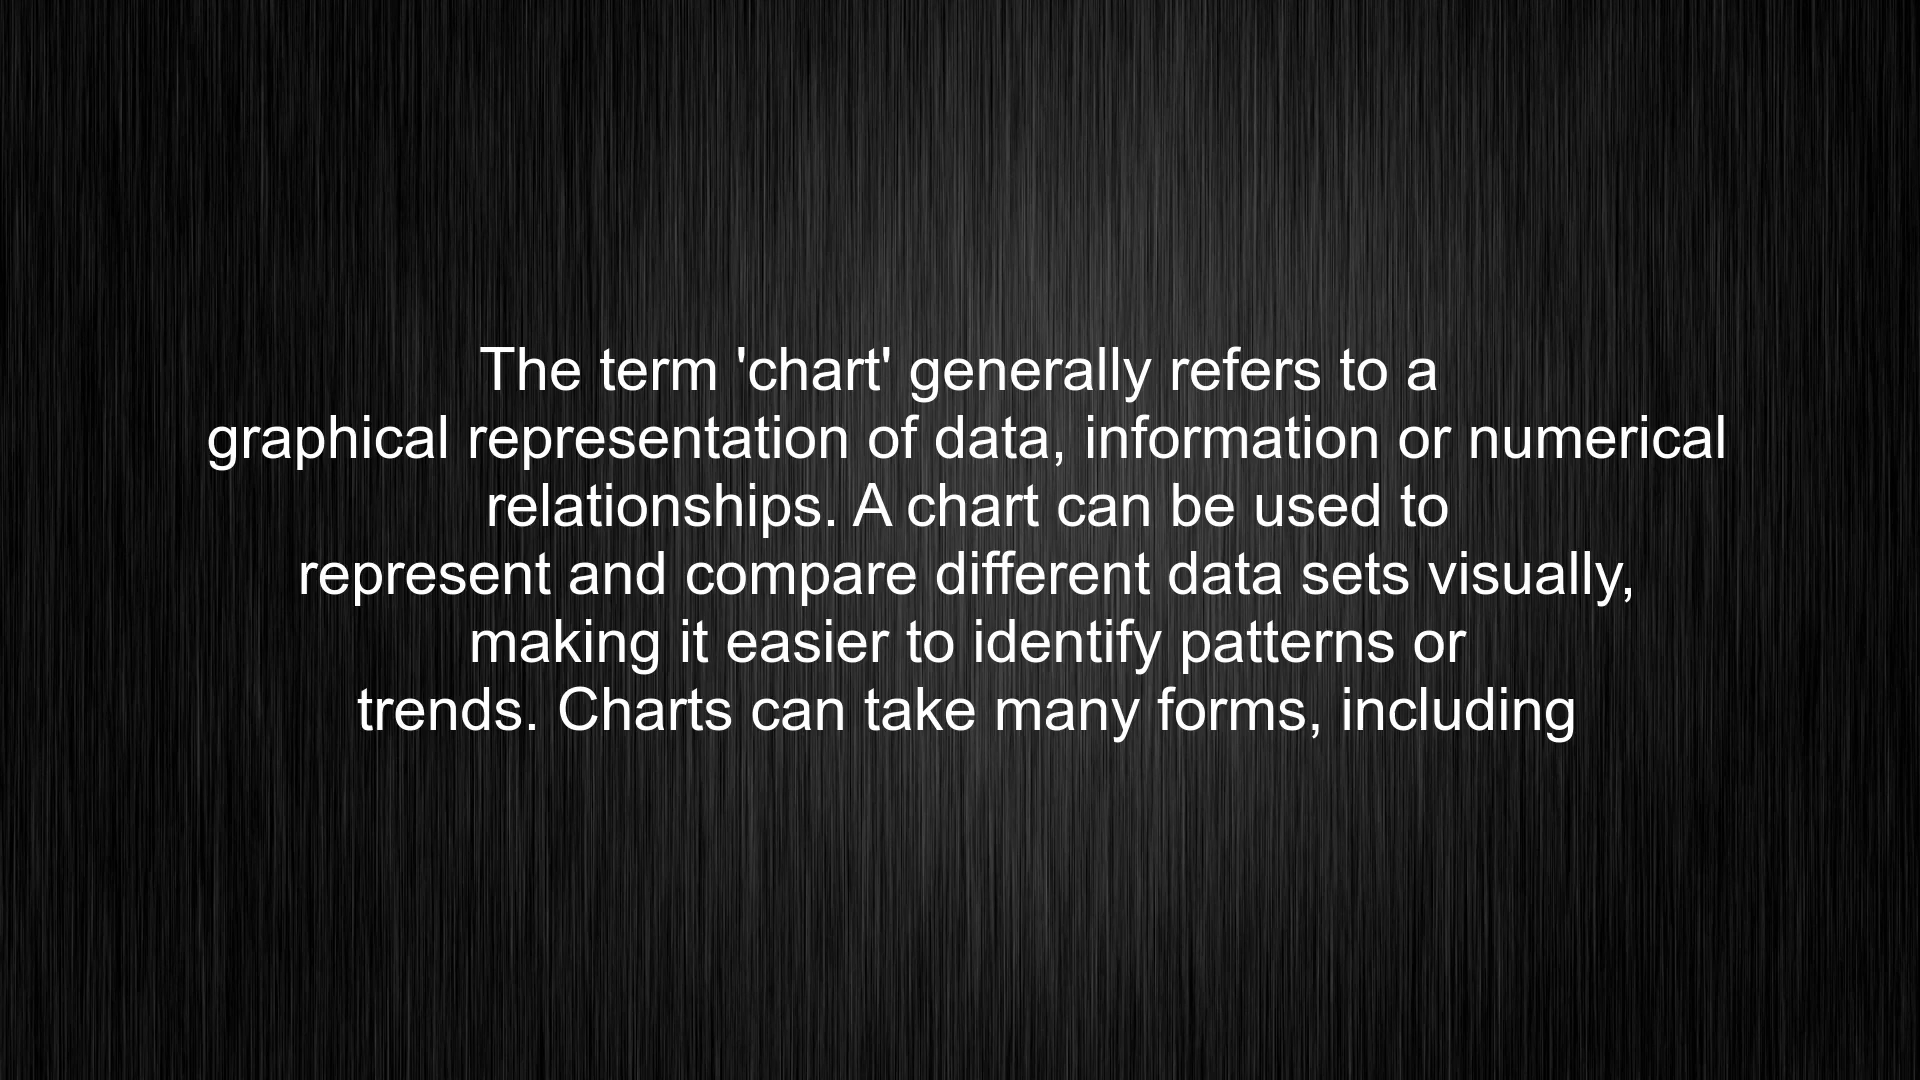 The term 'chart' generally refers to a
graphical representation of data, information or numerical
relationships. A chart can be used to
represent and compare different data sets visually,
making it easier to identify patterns or
trends. Charts can take many forms, including